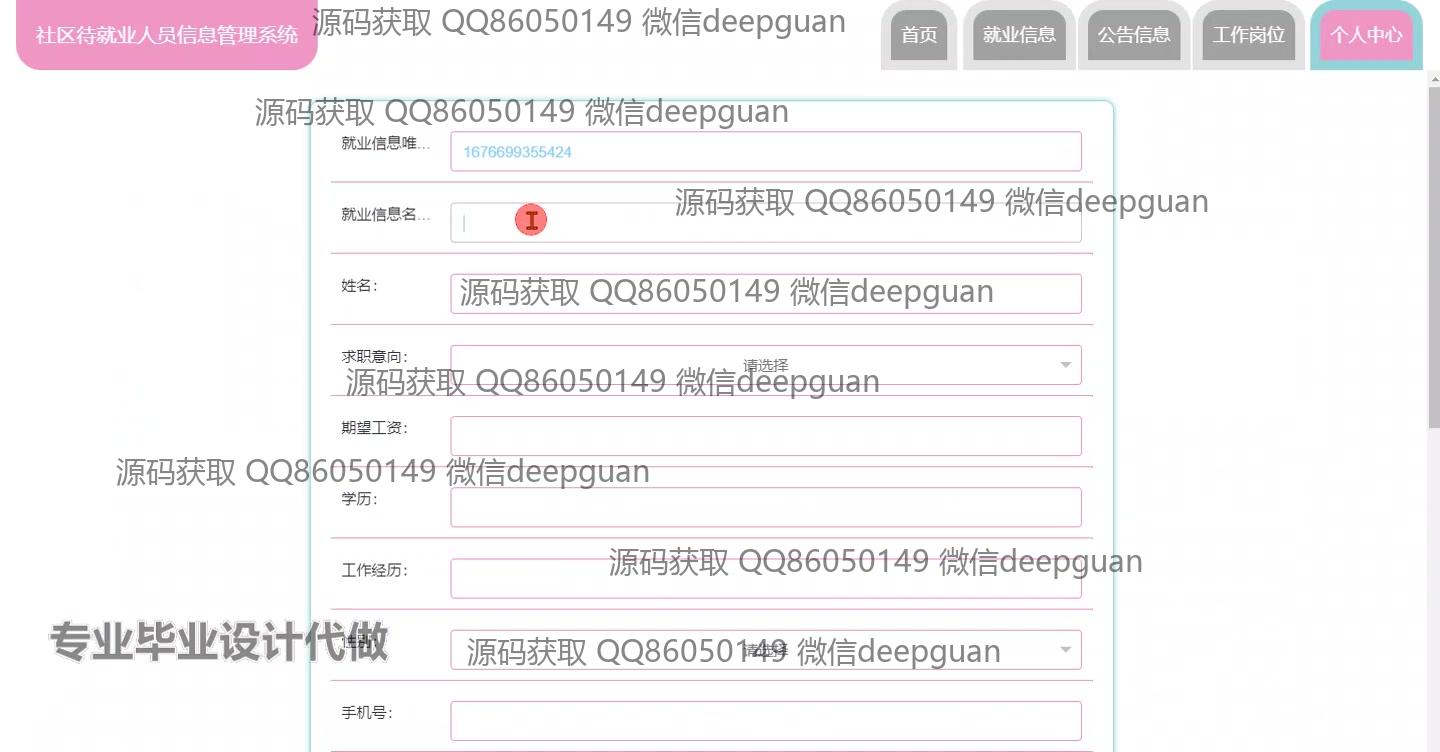 社区待就业人员信息管理系统
源码获取 QQ86050149 微信deepguan
首页
就业信息
公告信息
工作岗位
个人中心
源码获取 QQ86050149 微信deepguan
就业信息唯...
1676699355424
源码获取 QQ86050149 微信deepguan
就业信息名...
姓名:
源码获取 QQ86050149 微信deepguan
求职意向:
请选择
源码获取 QQ86050149 微信deepguan
期望工资:
源码获取 QQ86050149 微信deepguan
学历:
源码获取 QQ86050149 微信deepguan
工作经历:
专业毕业设计代做
性别:
请选择
源码获取 QQ86050149 微信deepguan
手机号: